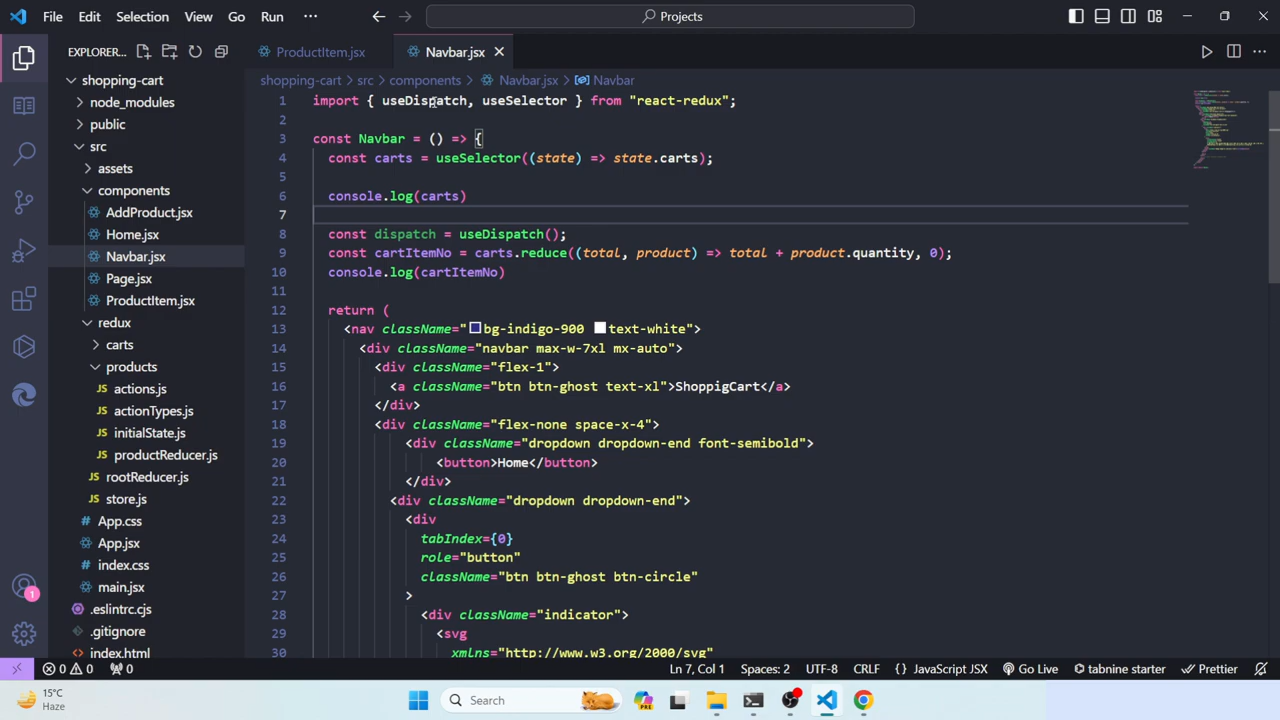 File Edit Selection View Go Run ··· Projects
EXPLORER...
ProductItem.jsx Navbar.jsx
shopping-cart > src > components > Navbar.jsx > Navbar
shopping-cart
node_modules
public
src
assets
components
AddProduct.jsx
Home.jsx
Navbar.jsx
Page.jsx
ProductItem.jsx
redux
carts
products
JS actions.js
JS actionTypes.js
JS initialState.js
JS productReducer.js
JS rootReducer.js
JS store.js
App.css
App.jsx
index.css
main.jsx
.eslintrc.cjs
.gitignore
index.html
1 import { useDispatch, useSelector } from "react-redux";
2
3 const Navbar = () => {
4 const carts = useSelector((state) => state.carts);
5
6 console.log(carts)
7
8 const dispatch = useDispatch();
9 const cartItemNo = carts.reduce((total, product) => total + product.quantity, 0);
10 console.log(cartItemNo)
11
12 return (
13 <nav className="bg-indigo-900 text-white">
14 <div className="navbar max-w-7xl mx-auto">
15 <div className="flex-1">
16 <a className="btn btn-ghost text-xl">ShoppigCart</a>
17 </div>
18 <div className="flex-none space-x-4">
19 <div className="dropdown dropdown-end font-semibold">
20 <button>Home</button>
21 </div>
22 <div className="dropdown dropdown-end">
23 <div
24 tabIndex={0}
25 role="button"
26 className="btn btn-ghost btn-circle"
27 >
28 <div className="indicator">
29 <svg
30 xmlns="http://www.w3.org/2000/svg"
1
0 0 0 Ln 7, Col 1 Spaces: 2 UTF-8 CRLF {} JavaScript JSX Go Live tabnine starter Prettier
15°C
Haze
Search
PRE